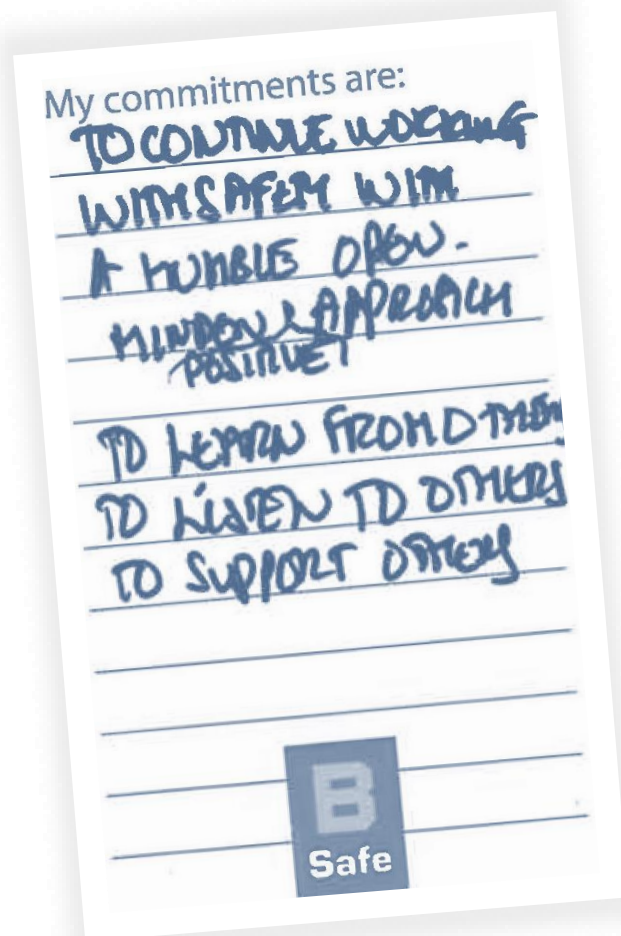 My commitments are:
TO CONTINUE WORKING
WITH SAFETY WITH
A HUMBLE OPEN-
MINDED & APPROACH
POSITIVE!
TO LEARN FROM OTHERS
TO LISTEN TO OTHERS
TO SUPPORT OTHERS
B
Safe